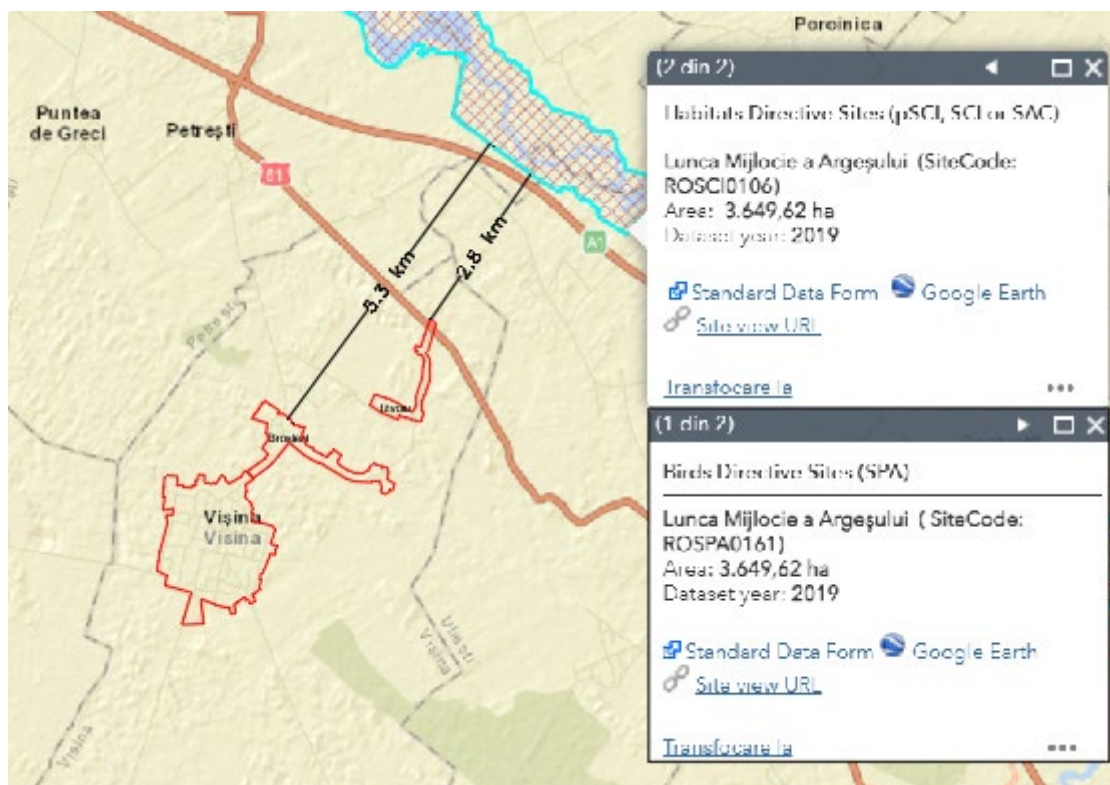 Poroinica
Puntea
de Greci
Petrești
61
A1
5.3 km
2.8 km
Petrești
Vișina
Visina
Uliești
Vișina
Visina
(2 din 2)
Habitats Directive Sites (pSCI, SCI or SAC)
Lunca Mijlocie a Argeșului (SiteCode:
ROSCI0106)
Area: 3.649,62 ha
Dataset year: 2019
Standard Data Form Google Earth
Site view URL
Transfocare la
(1 din 2)
Birds Directive Sites (SPA)
Lunca Mijlocie a Argeșului ( SiteCode:
ROSPA0161)
Area: 3.649,62 ha
Dataset year: 2019
Standard Data Form Google Earth
Site view URL
Transfocare la